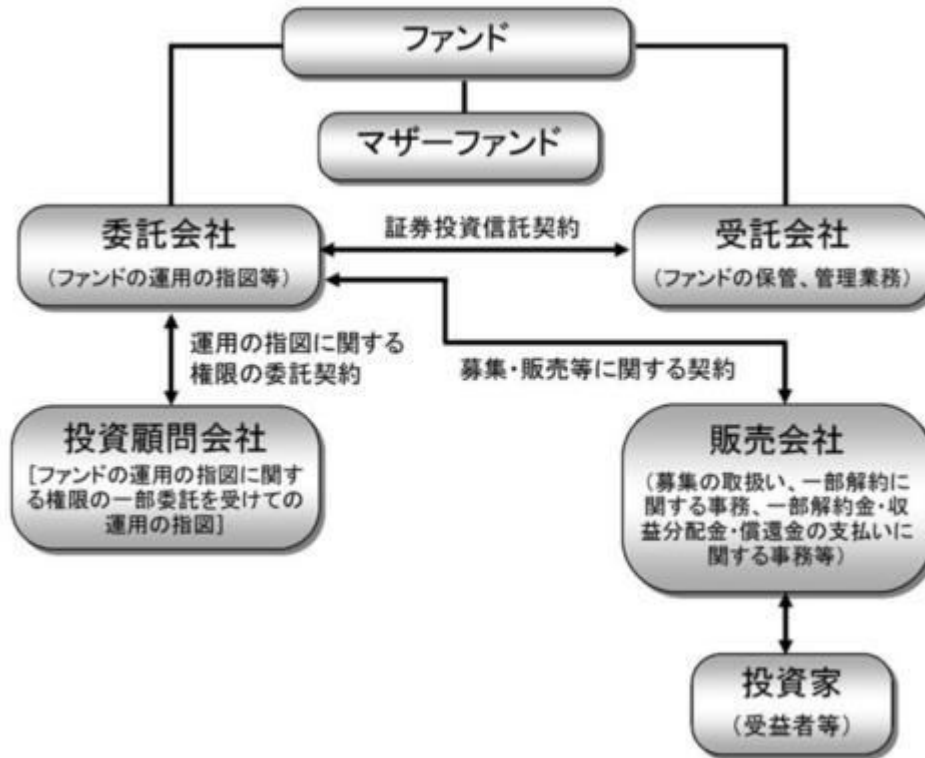 ファンド
マザーファンド
委託会社
(ファンドの運用の指図等)
証券投資信託契約
受託会社
(ファンドの保管、管理業務)
運用の指図に関する
権限の委託契約
募集・販売等に関する契約
投資顧問会社
[ファンドの運用の指図に関す
る権限の一部委託を受けての
運用の指図]
販売会社
(募集の取扱い、一部解約に
関する事務、一部解約金・収
益分配金・償還金の支払いに
関する事務等)
投資家
(受益者等)